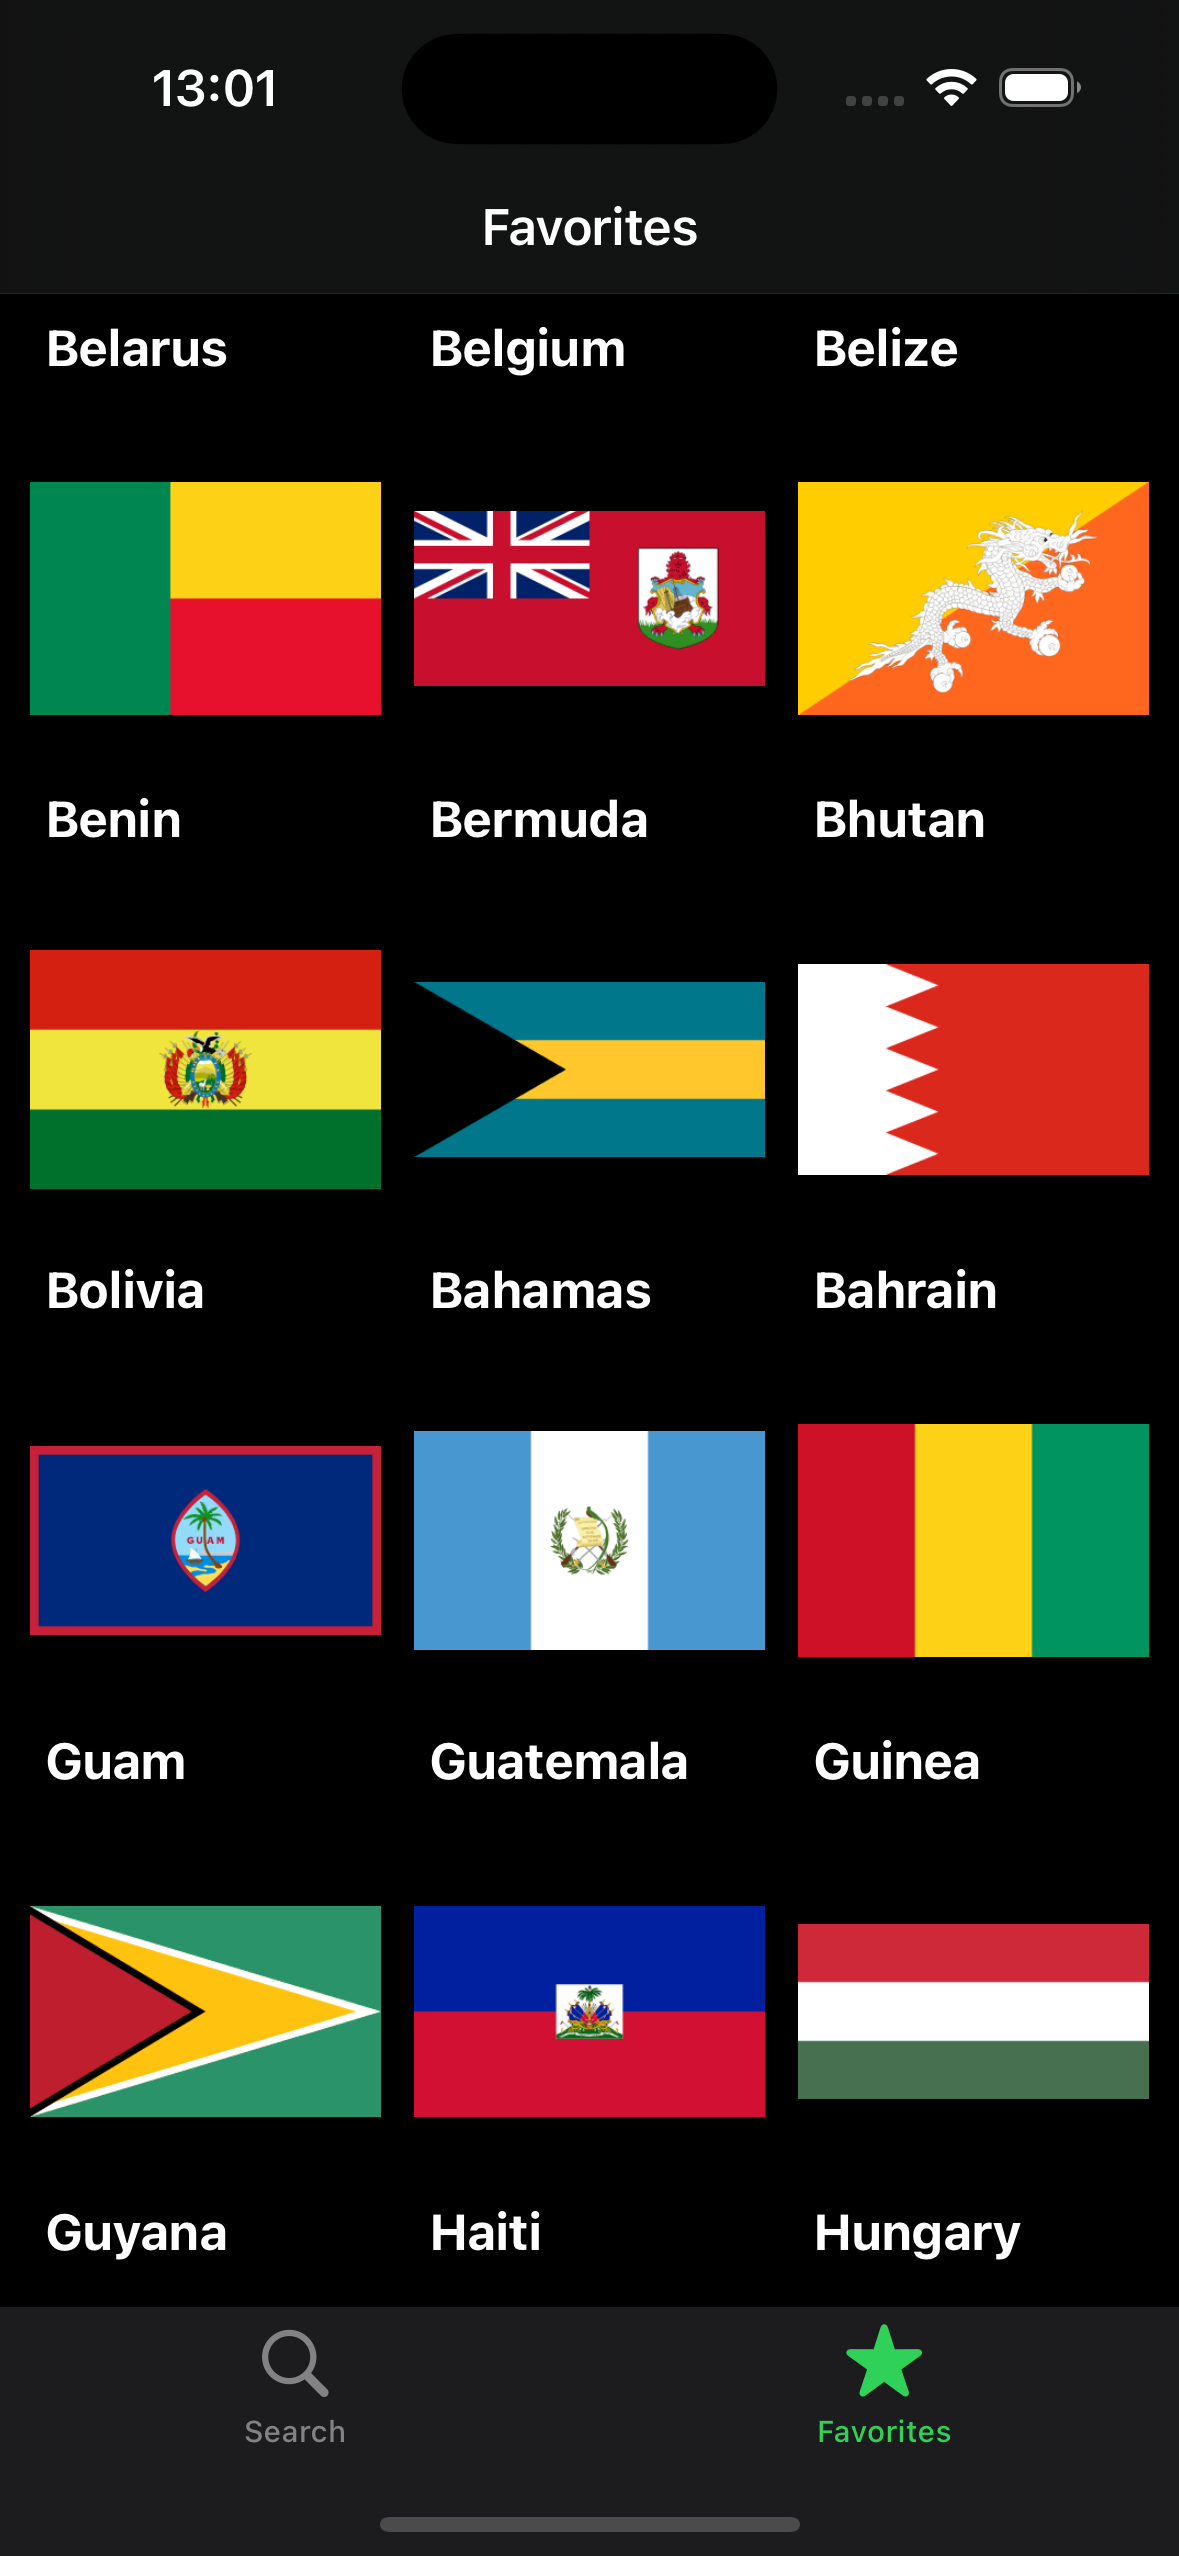 13:01
Favorites
Belarus Belgium Belize
Benin Bermuda Bhutan
Bolivia Bahamas Bahrain
GUAM
Guam Guatemala Guinea
Guyana Haiti Hungary
Search Favorites